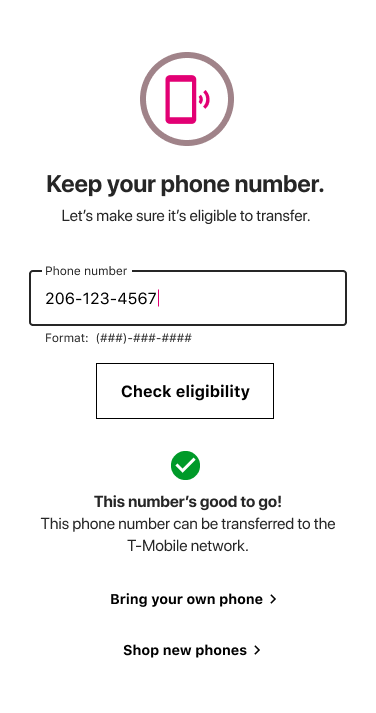 Keep your phone number.
Let’s make sure it’s eligible to transfer.
Phone number
206-123-4567
Format:  (###)-###-####
Check eligibility
This number’s good to go!
This phone number can be transferred to the
T-Mobile network.
Bring your own phone
Shop new phones